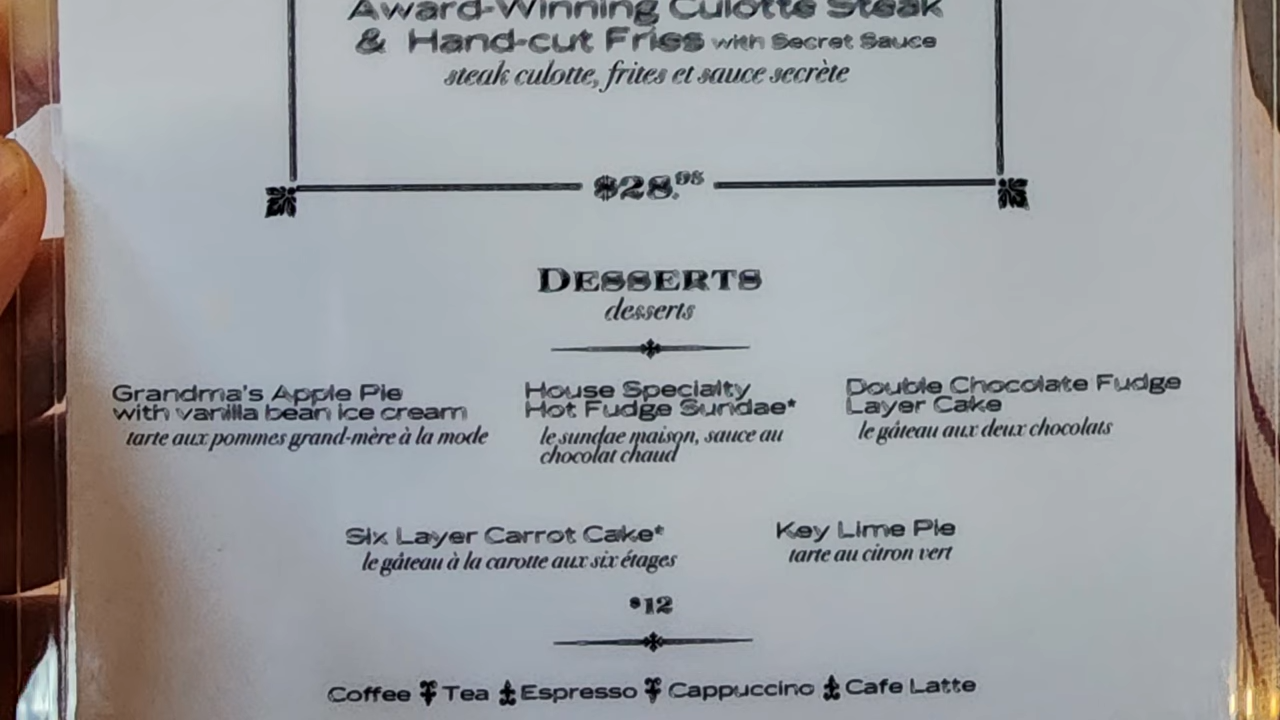 Award-Winning Culotte Steak
& Hand-cut Fries with Secret Sauce
steak culotte, frites et sauce secrète
$28.95
DESSERTS
desserts
Grandma's Apple Pie
with vanilla bean ice cream
tarte aux pommes grand-mère à la mode
House Specialty
Hot Fudge Sundae*
le sundae maison, sauce au
chocolat chaud
Double Chocolate Fudge
Layer Cake
le gâteau aux deux chocolats
Six Layer Carrot Cake*
le gâteau à la carotte aux six étages
Key Lime Pie
tarte au citron vert
$12
Coffee Tea Espresso Cappuccino Cafe Latte